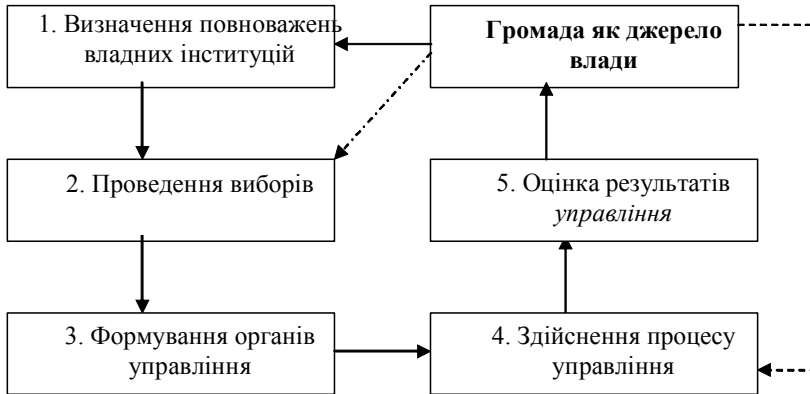 1. Визначення повноважень
владних інституцій
Громада як джерело
влади
2. Проведення виборів
5. Оцінка результатів
управління
3. Формування органів
управління
4. Здійснення процесу
управління